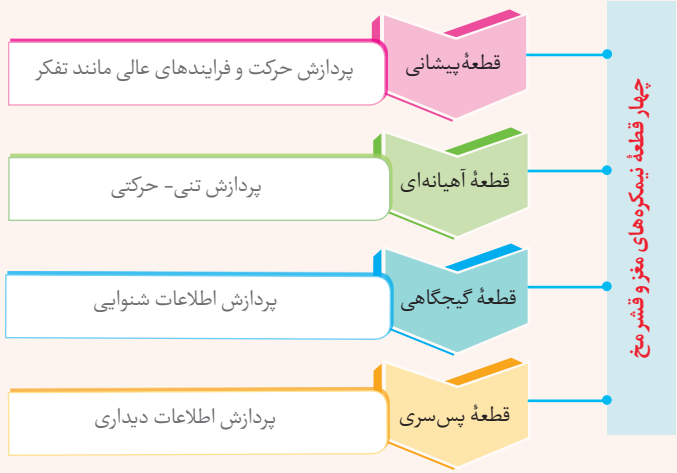 چهار قطعهٔ نیمکره‌های مغز و قشر مخ
قطعهٔ پیشانی
پردازش حرکت و فرایندهای عالی مانند تفکر
قطعهٔ آهیانه‌ای
پردازش تنی- حرکتی
قطعهٔ گیجگاهی
پردازش اطلاعات شنوایی
قطعهٔ پس‌سری
پردازش اطلاعات دیداری